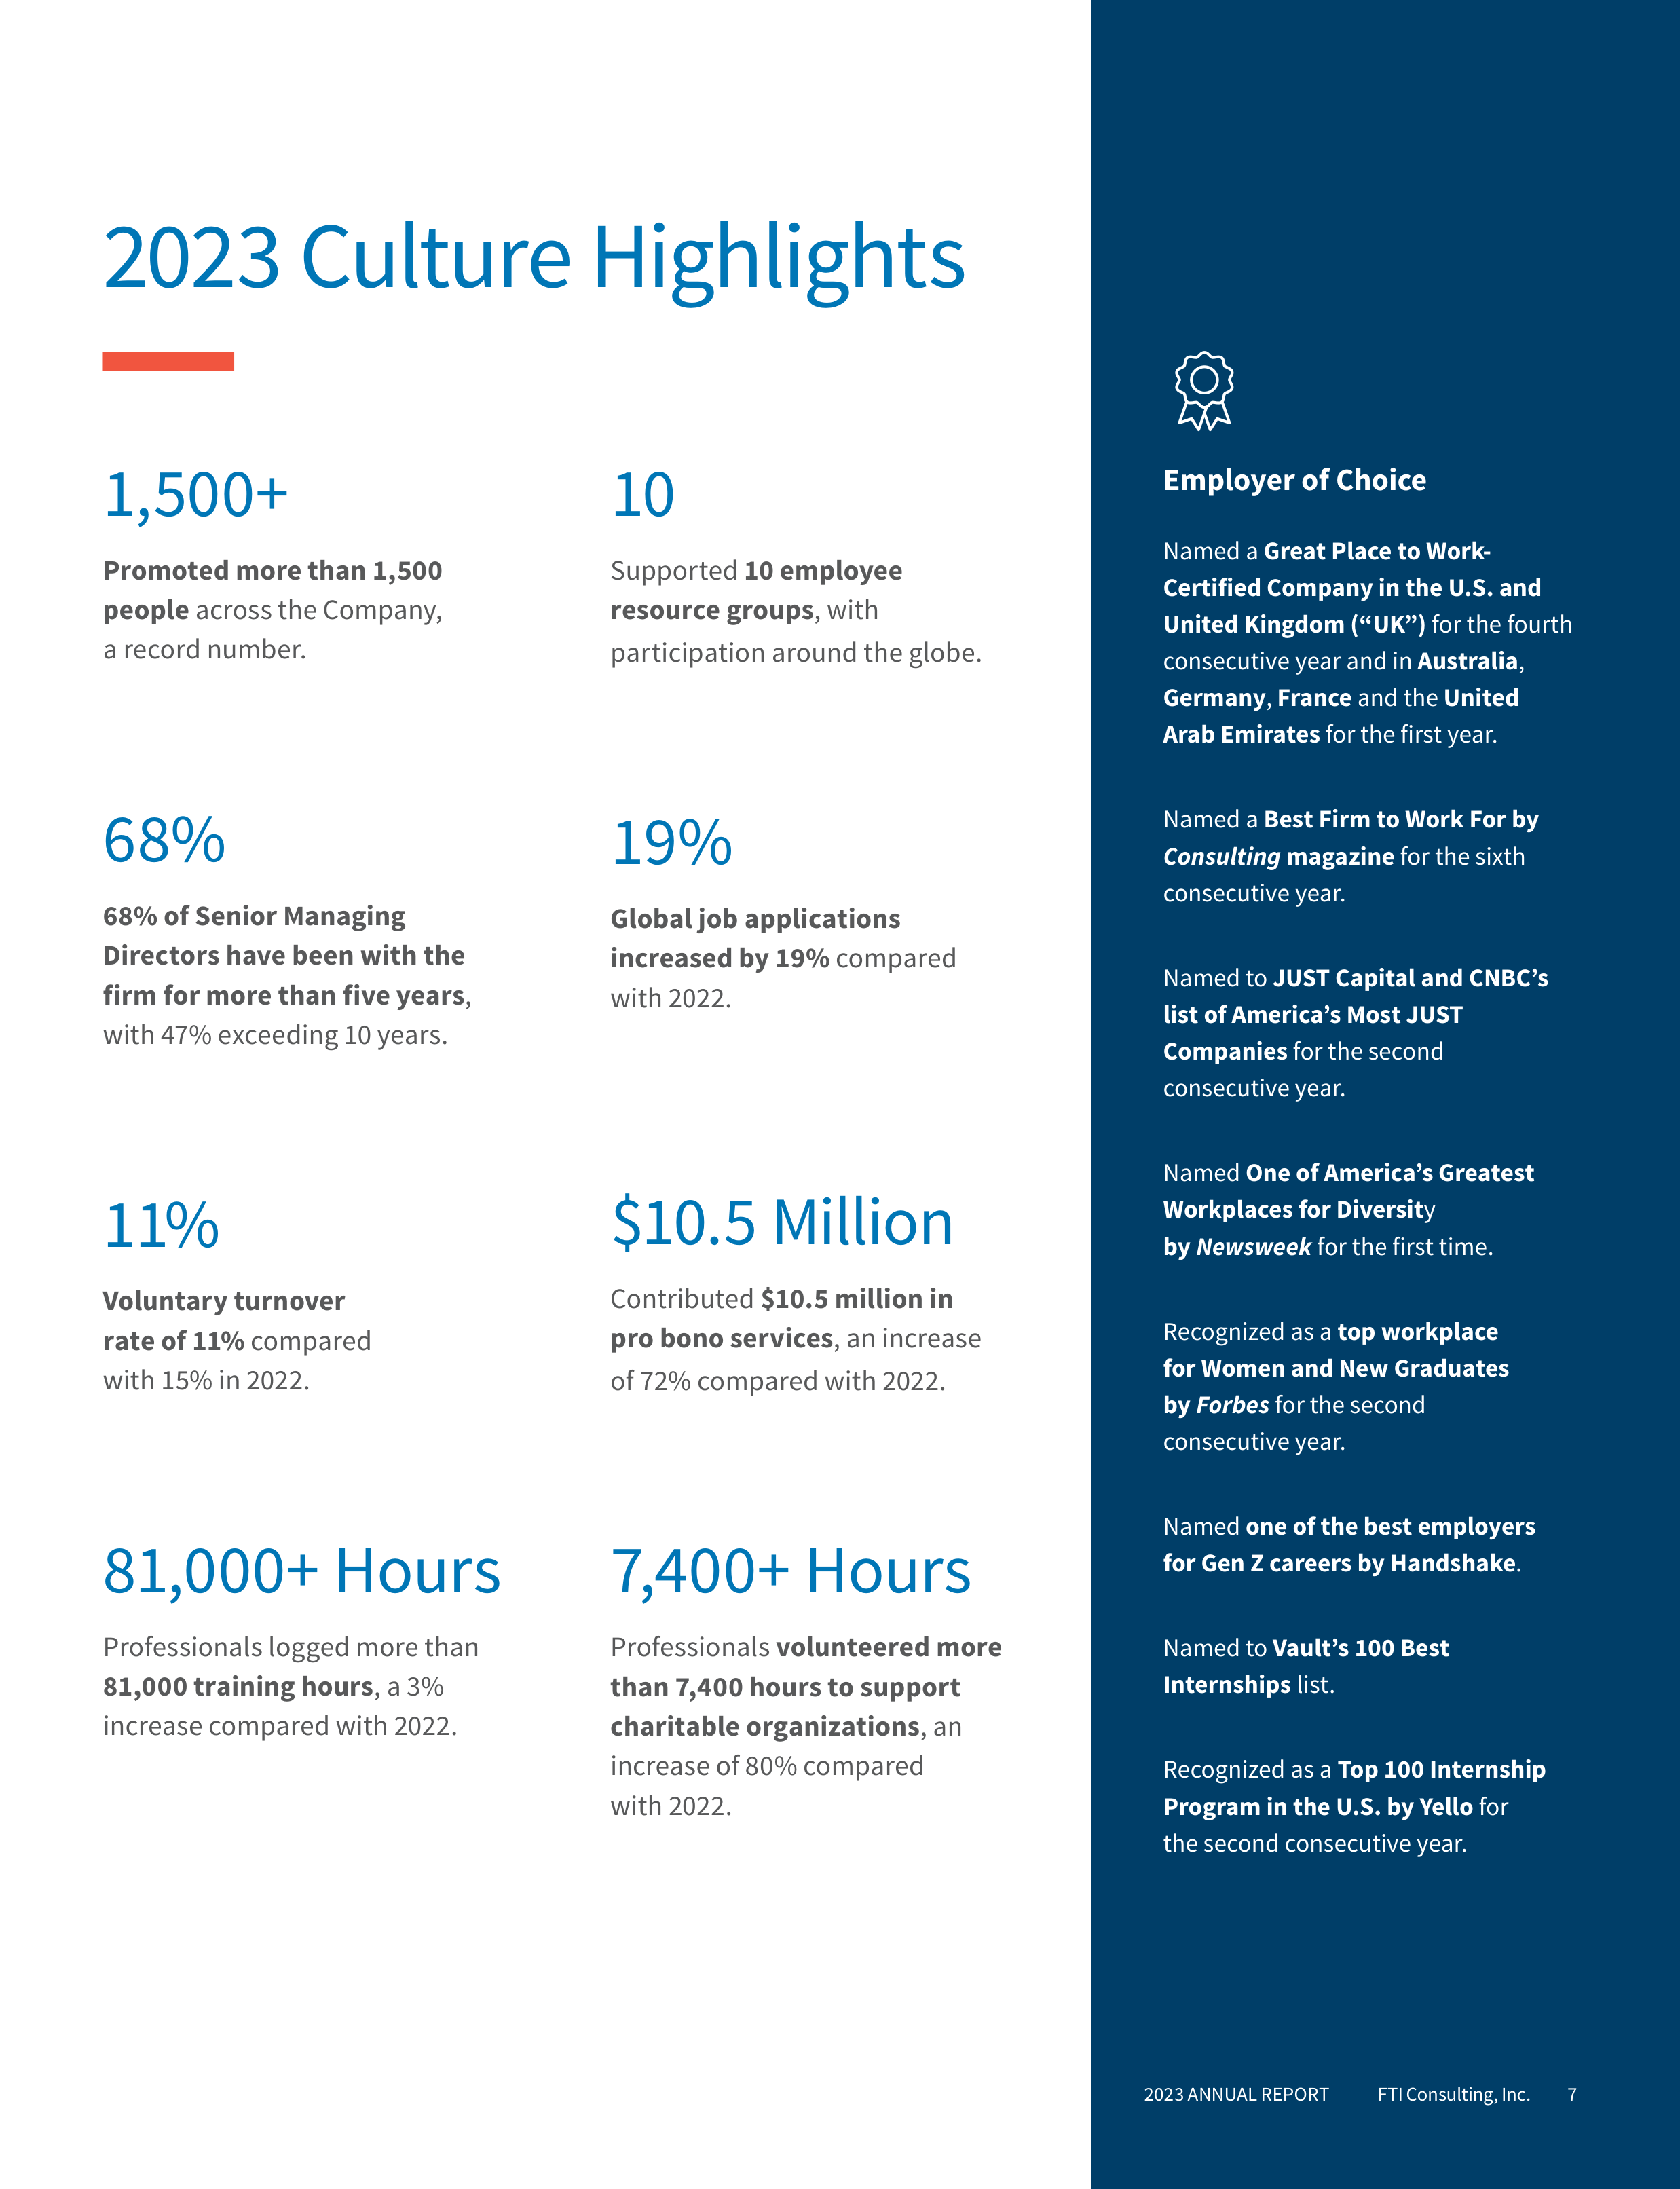 2023 Culture Highlights
1,500+
Promoted more than 1,500
people across the Company,
a record number.
10
Supported 10 employee
resource groups, with
participation around the globe.
68%
68% of Senior Managing
Directors have been with the
firm for more than five years,
with 47% exceeding 10 years.
19%
Global job applications
increased by 19% compared
with 2022.
11%
Voluntary turnover
rate of 11% compared
with 15% in 2022.
$10.5 Million
Contributed $10.5 million in
pro bono services, an increase
of 72% compared with 2022.
81,000+ Hours
Professionals logged more than
81,000 training hours, a 3%
increase compared with 2022.
7,400+ Hours
Professionals volunteered more
than 7,400 hours to support
charitable organizations, an
increase of 80% compared
with 2022.
Employer of Choice
Named a Great Place to Work-
Certified Company in the U.S. and
United Kingdom (“UK”) for the fourth
consecutive year and in Australia,
Germany, France and the United
Arab Emirates for the first year.
Named a Best Firm to Work For by
Consulting magazine for the sixth
consecutive year.
Named to JUST Capital and CNBC’s
list of America’s Most JUST
Companies for the second
consecutive year.
Named One of America’s Greatest
Workplaces for Diversity
by Newsweek for the first time.
Recognized as a top workplace
for Women and New Graduates
by Forbes for the second
consecutive year.
Named one of the best employers
for Gen Z careers by Handshake.
Named to Vault’s 100 Best
Internships list.
Recognized as a Top 100 Internship
Program in the U.S. by Yello for
the second consecutive year.
2023 ANNUAL REPORT FTI Consulting, Inc. 7